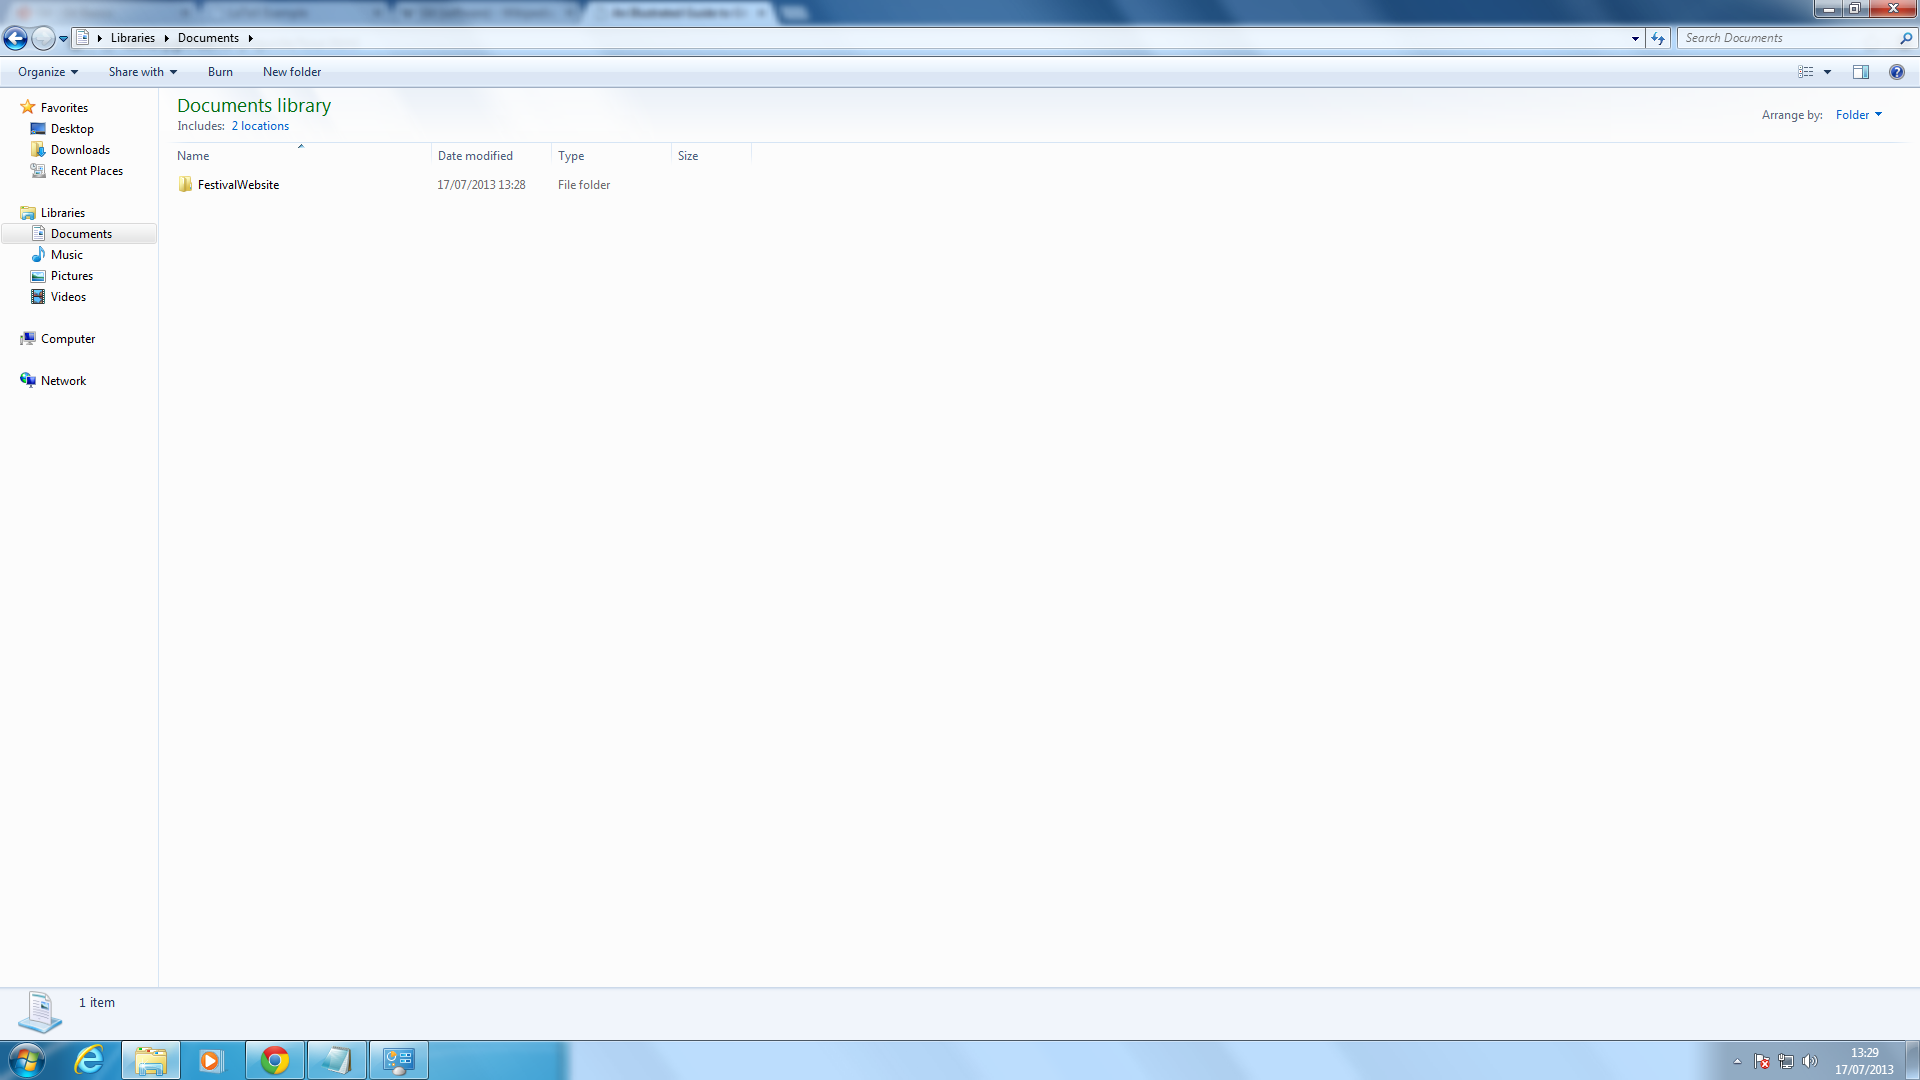 Libraries Documents
Search Documents
Organize Share with Burn New folder
Favorites
Desktop
Downloads
Recent Places
Libraries
Documents
Music
Pictures
Videos
Computer
Network
Documents library
Includes: 2 locations
Arrange by: Folder
Name Date modified Type Size
FestivalWebsite 17/07/2013 13:28 File folder
1 item
13:29
17/07/2013